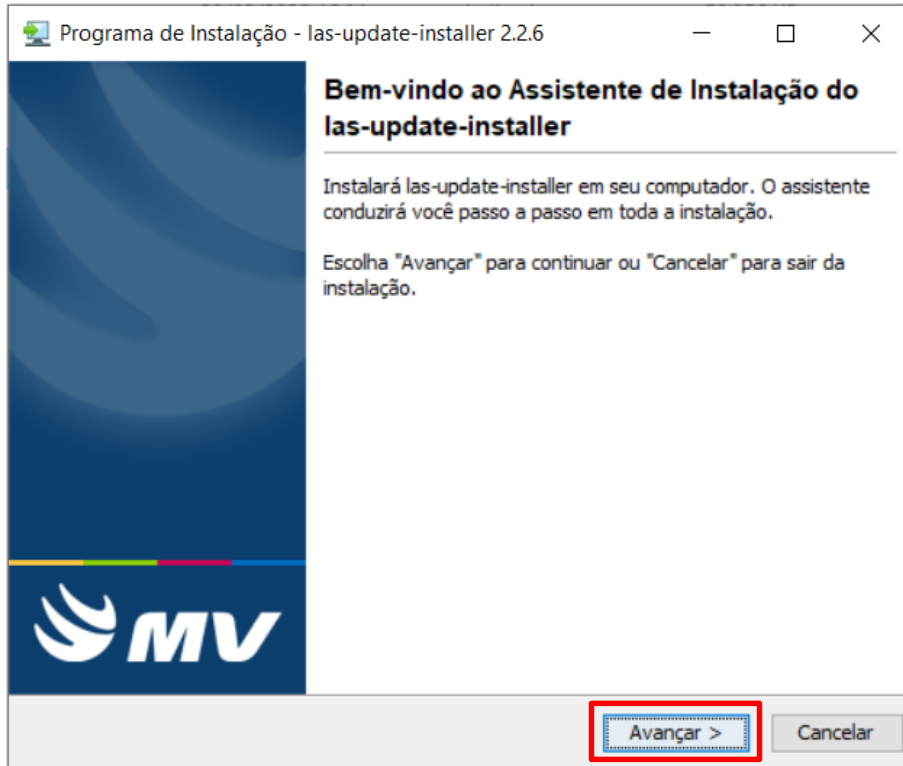 Programa de Instalação - las-update-installer 2.2.6
Bem-vindo ao Assistente de Instalação do
las-update-installer
Instalará las-update-installer em seu computador. O assistente
conduzirá você passo a passo em toda a instalação.
Escolha "Avançar" para continuar ou "Cancelar" para sair da
instalação.
MV
Avançar >
Cancelar